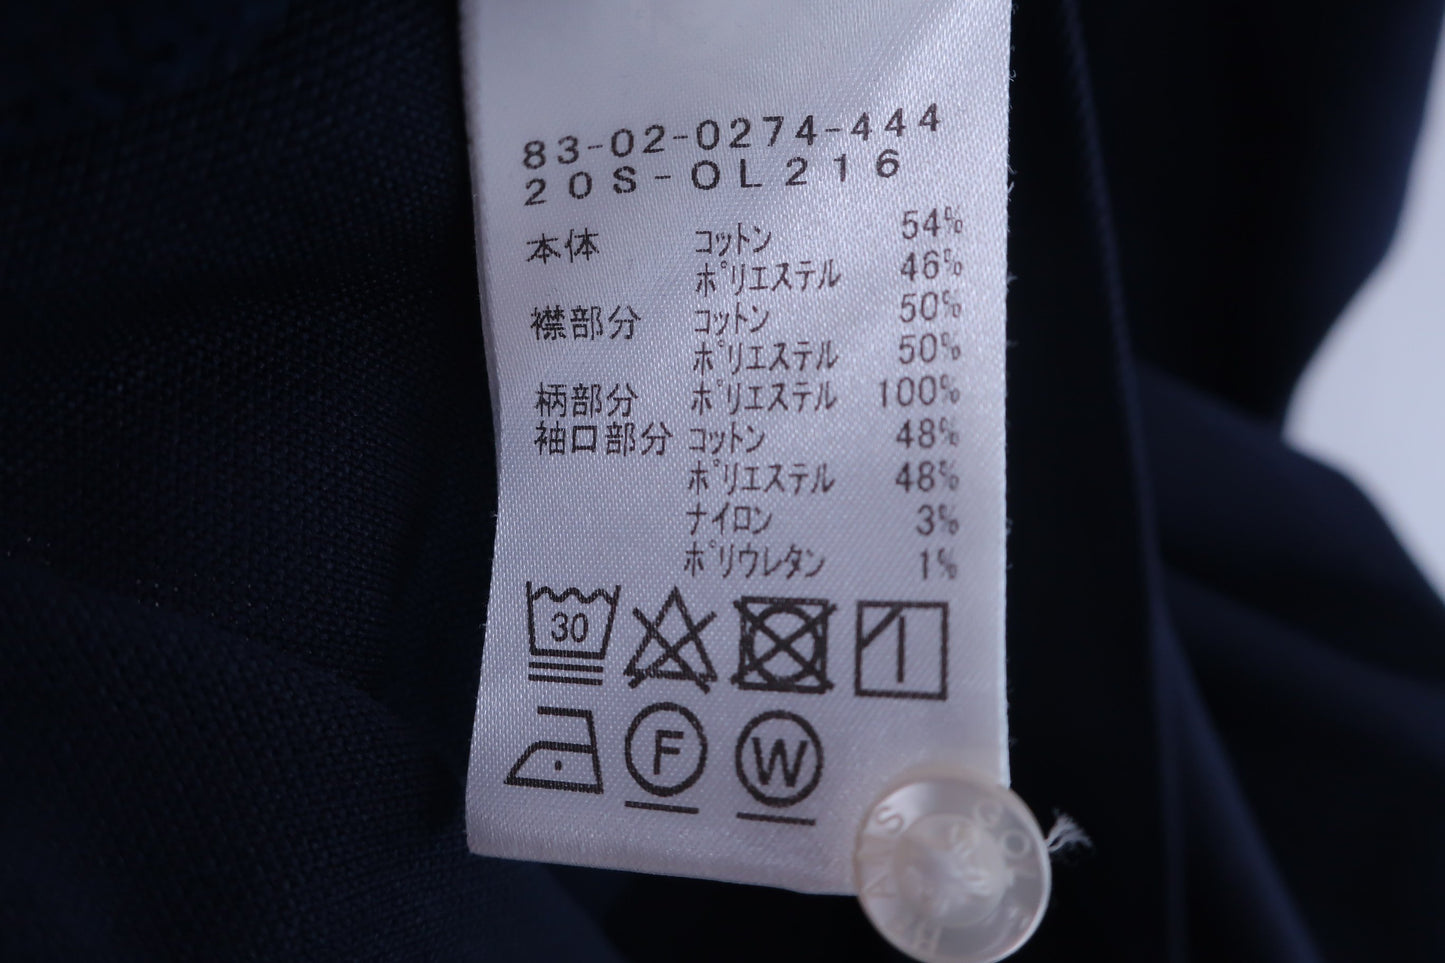 83-02-0274-444
20S-OL216
本体 コットン 54%
ポリエステル 46%
襟部分 コットン 50%
ポリエステル 50%
柄部分 ポリエステル 100%
袖口部分 コットン 48%
ポリエステル 48%
ナイロン 3%
ポリウレタン 1%
30
F W